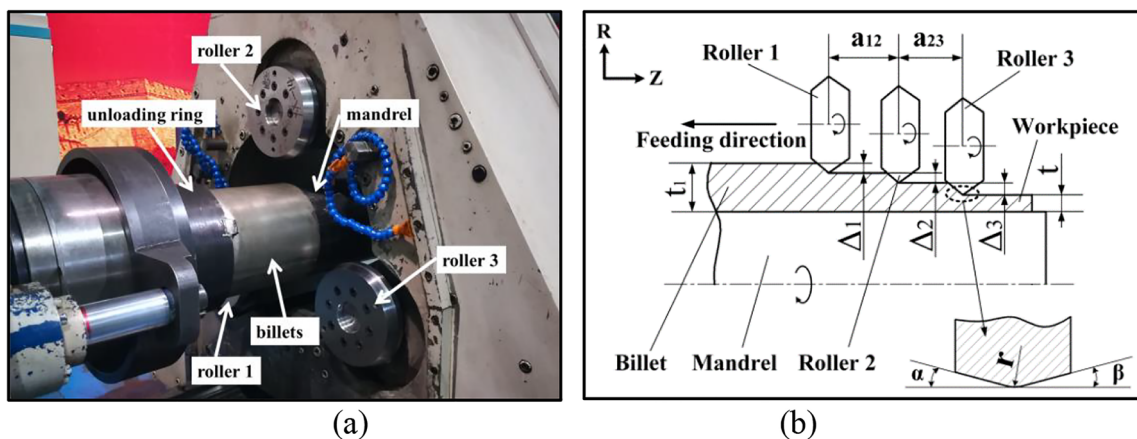 roller 2
unloading ring
mandrel
roller 3
billets
roller 1
(a)
R
Z
a12
a23
Roller 1
Roller 3
Feeding direction
Workpiece
t1
t
Δ1
Δ2
Δ3
Billet
Mandrel
Roller 2
r
α
β
(b)